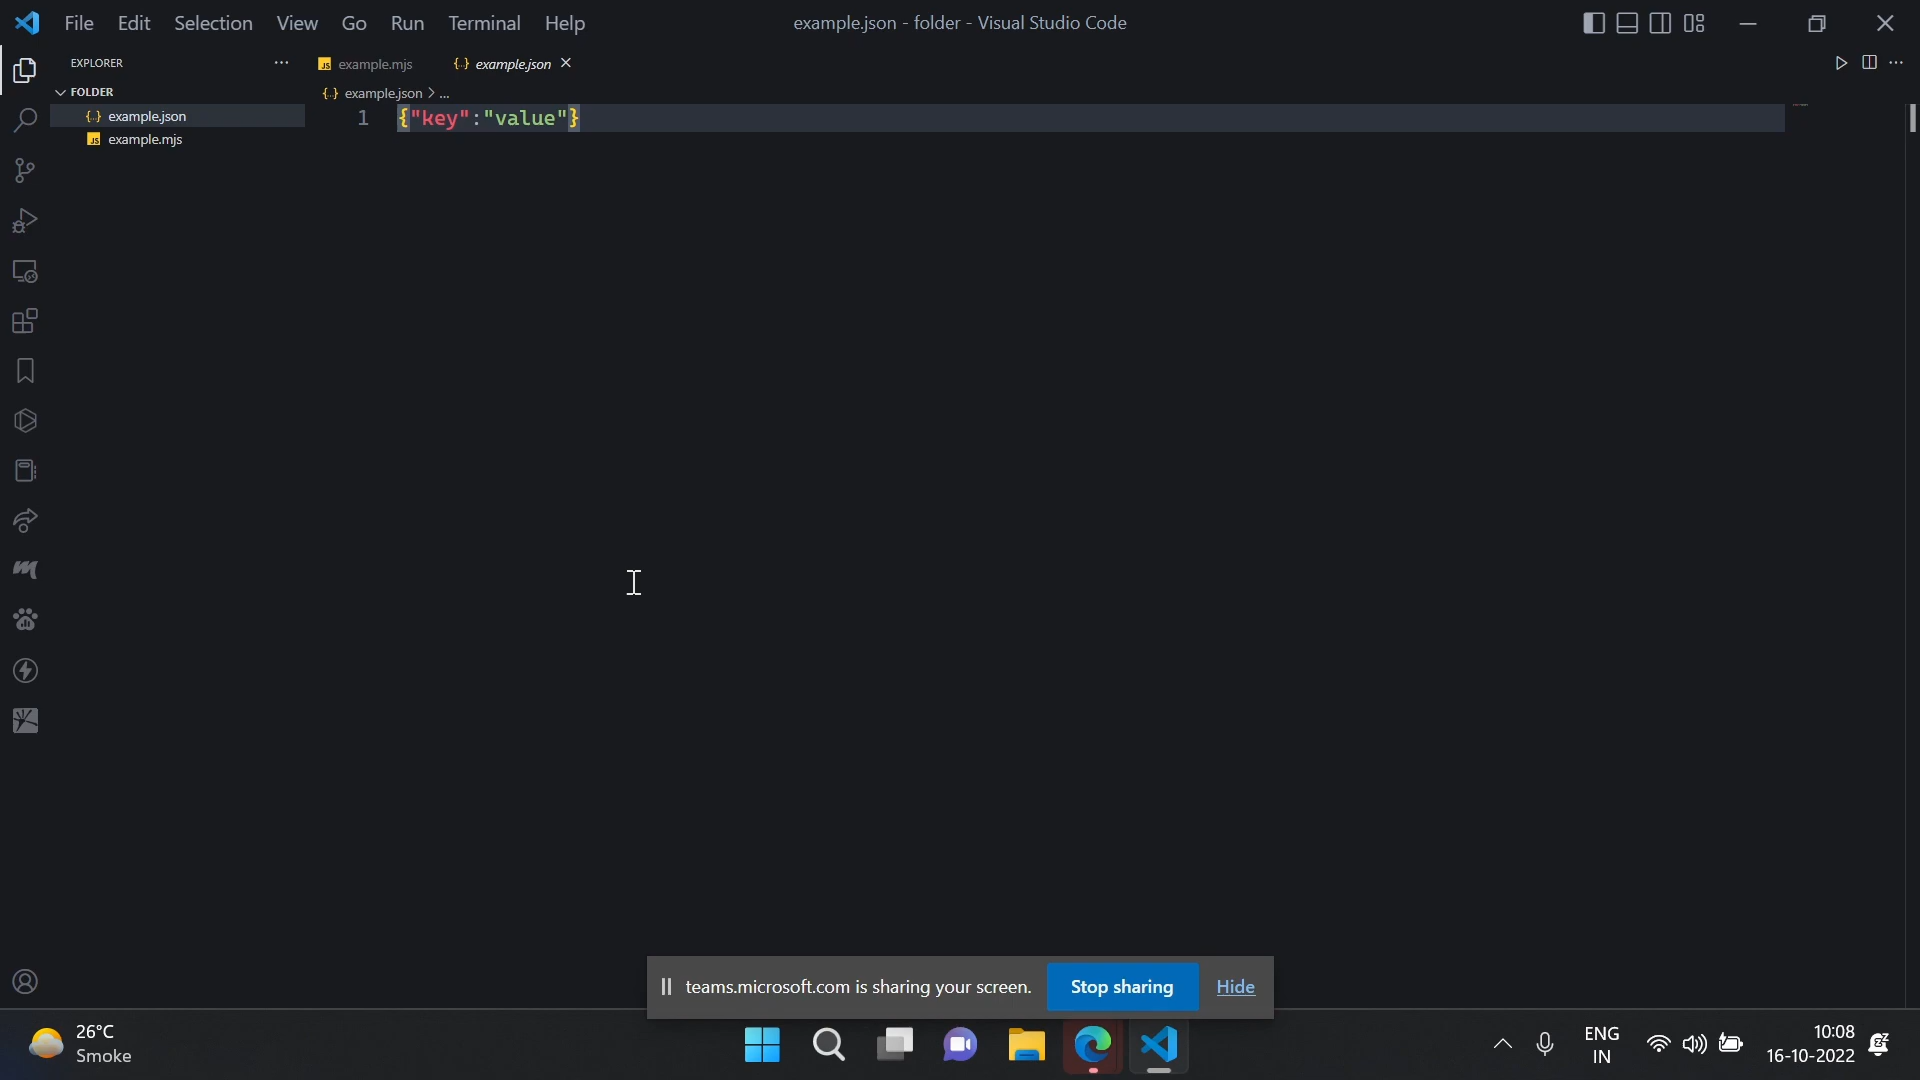 File Edit Selection View Go Run Terminal Help
example.json - folder - Visual Studio Code
EXPLORER
FOLDER
example.json
example.mjs
example.mjs
example.json
example.json > ...
1 {"key":"value"}
teams.microsoft.com is sharing your screen.
Stop sharing
Hide
26°C
Smoke
ENG
IN
10:08
16-10-2022